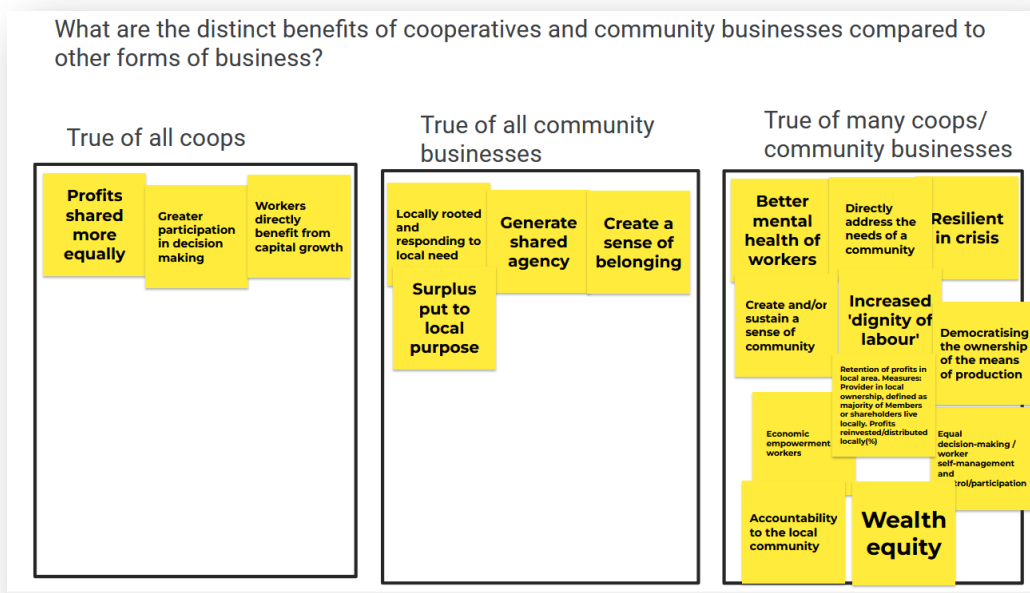 What are the distinct benefits of cooperatives and community businesses compared to
other forms of business?
True of all coops
Profits
shared
more
equally
Greater
participation
in decision
making
Workers
directly
benefit from
capital growth
True of all community
businesses
Locally rooted
and
responding to
local need
Generate
shared
agency
Create a
sense of
belonging
Surplus
put to
local
purpose
True of many coops/
community businesses
Better
mental
health of
workers
Directly
address the
needs of a
community
Resilient
in crisis
Create and/or
sustain a
sense of
community
Increased
'dignity of
labour'
Democratising
the ownership
of the means
of production
Retention of profits in
local area. Measures:
Provider in local
ownership, defined as
majority of Members
or shareholders live
locally. Profits
reinvested/distributed
locally(%)
Economic
empowerment
workers
Equal
decision-making /
worker
self-management
and
trol/participation
Accountability
to the local
community
Wealth
equity